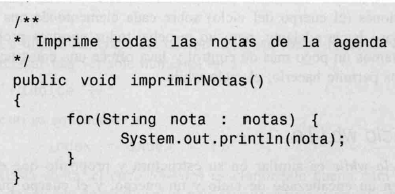 /**
* Imprime todas las notas de la agenda
*/
public void imprimirNotas()
{
for(String nota : notas) {
System.out.println(nota);
}
}